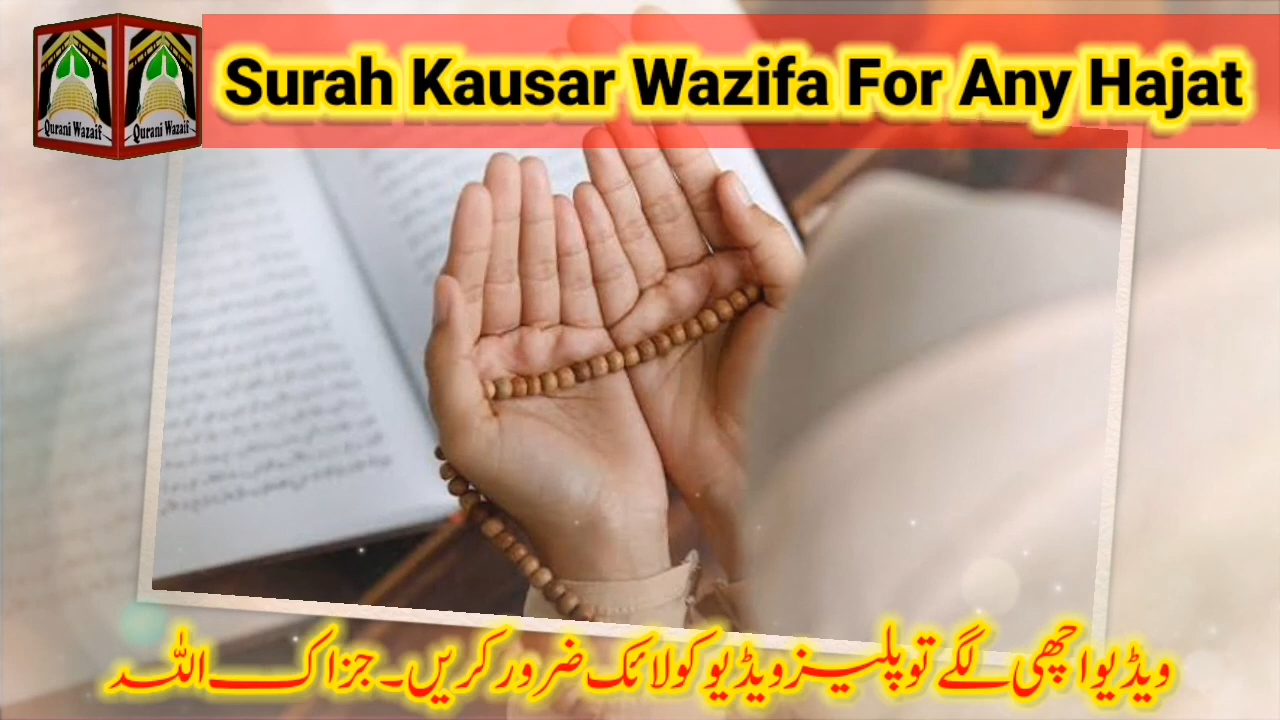 Surah Kausar Wazifa For Any Hajat
Qurani Wazaif Qurani Wazaif
ویڈیو اچھی لگے تو پلیز ویڈیو کو لائک ضرور کریں۔ جزاک اللہ